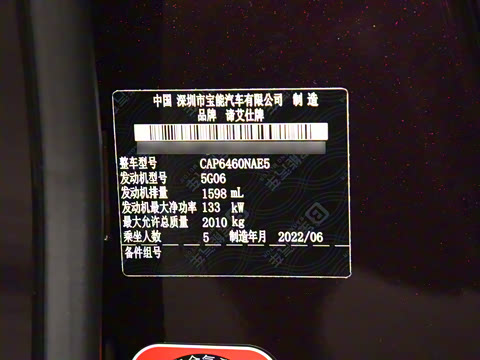 中国 深圳市宝能汽车有限公司 制造
品牌 谛艾仕牌
整车型号 CAP6460NAE5
发动机型号 5G06
发动机排量 1598 mL
发动机最大净功率 133 kW
最大允许总质量 2010 kg
乘坐人数 5 制造年月 2022/06
备件组号